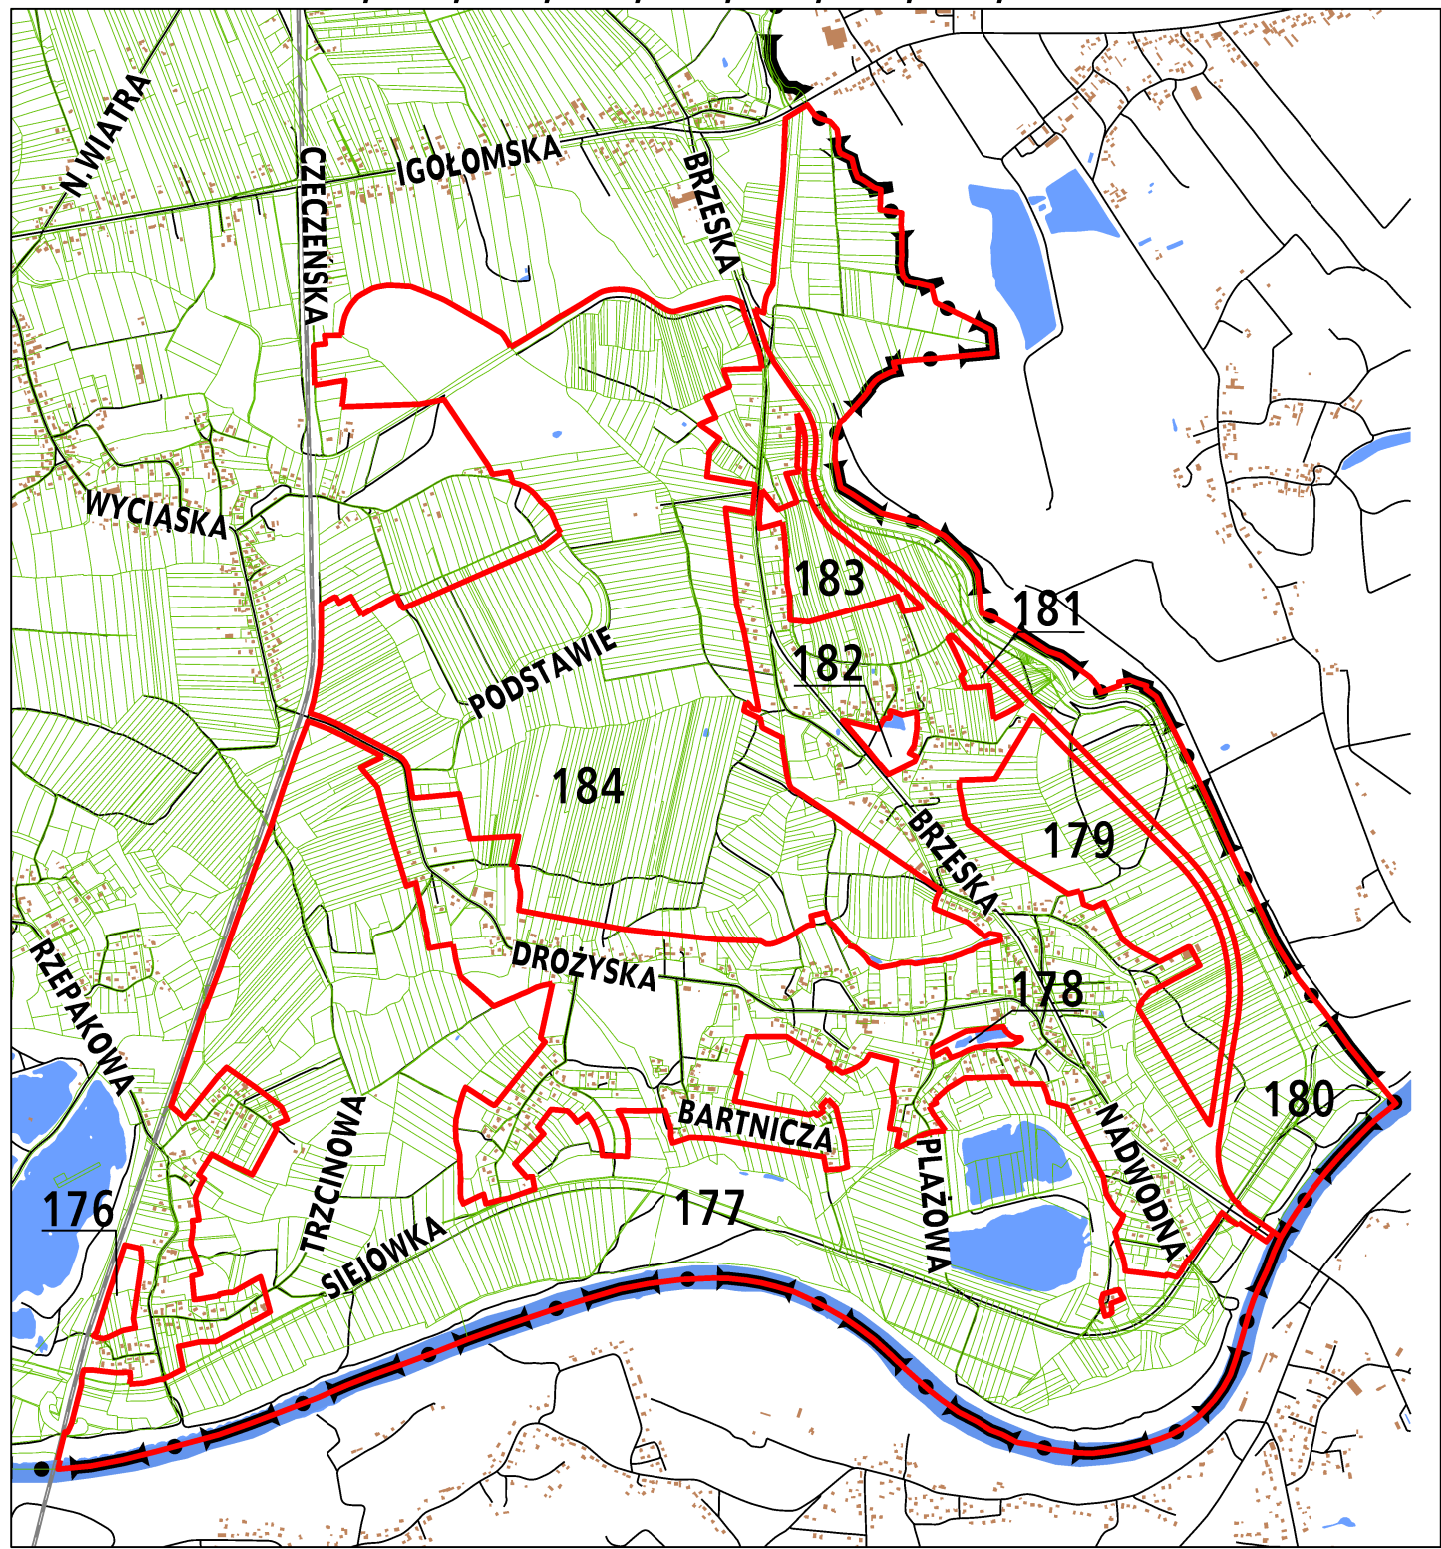 N.WIATRA
CZECZEŃSKA
IGOŁOMSKA
BRZESKA
WYCIASKA
183
181
182
PODSTAWIE
184
BRZESKA
179
RZEPAKOWA
DROŻYSKA
178
180
BARTNICZA
NADWODNA
TRZCINOWA
PLAŻOWA
176
177
SIEJÓWKA